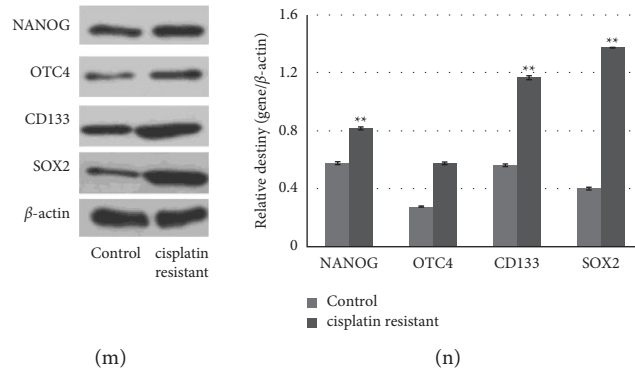 NANOG
OTC4
CD133
SOX2
β-actin
Control
cisplatin
resistant
(m)
Relative destiny (gene/β-actin)
1.6
1.2
0.8
0.4
0
**
**
**
NANOG
OTC4
CD133
SOX2
Control
cisplatin resistant
(n)